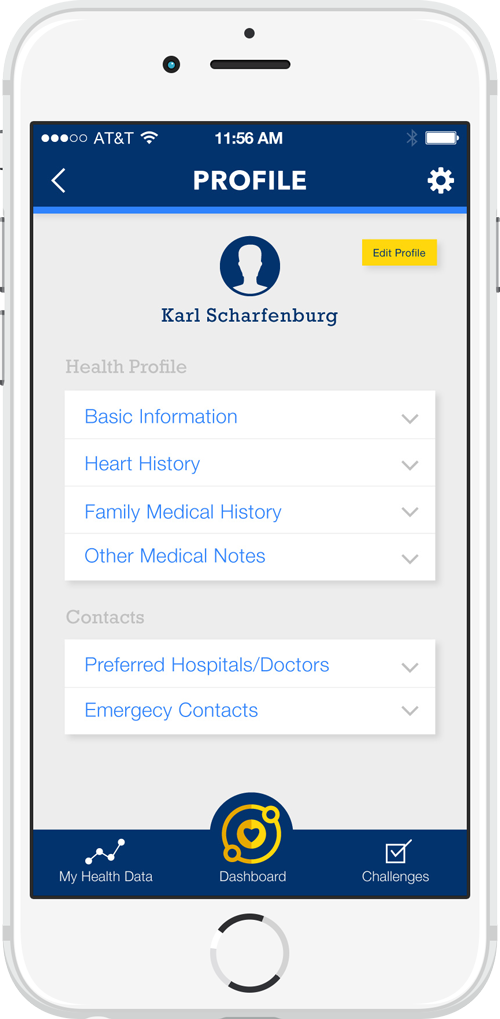 AT&T 11:56 AM
PROFILE
Edit Profile
Karl Scharfenburg
Health Profile
Basic Information
Heart History
Family Medical History
Other Medical Notes
Contacts
Preferred Hospitals/Doctors
Emergecy Contacts
My Health Data Dashboard Challenges